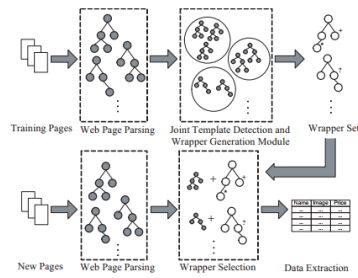 Training Pages
Web Page Parsing
Joint Template Detection and
Wrapper Generation Module
Wrapper Set
Name Image Price
New Pages
Web Page Parsing
Wrapper Selection
Data Extraction